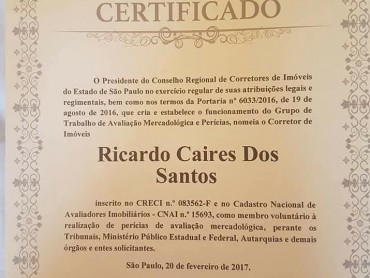 CERTIFICADO
O Presidente do Conselho Regional de Corretores de Imóveis
do Estado de São Paulo no exercício regular de suas atribuições legais e
regimentais, bem como nos termos da Portaria nº 6033/2016, de 19 de
agosto de 2016, que cria e estabelece o funcionamento do Grupo de
Trabalho de Avaliação Mercadológica e Perícias, nomeia o Corretor de
Imóveis
Ricardo Caires Dos
Santos
inscrito no CRECI n.º 083562-F e no Cadastro Nacional de
Avaliadores Imobiliários - CNAI n.º 15693, como membro voluntário à
realização de perícias de avaliação mercadológica, perante os
Tribunais, Ministério Público Estadual e Federal, Autarquias e demais
órgãos e entes solicitantes.
São Paulo, 20 de fevereiro de 2017.